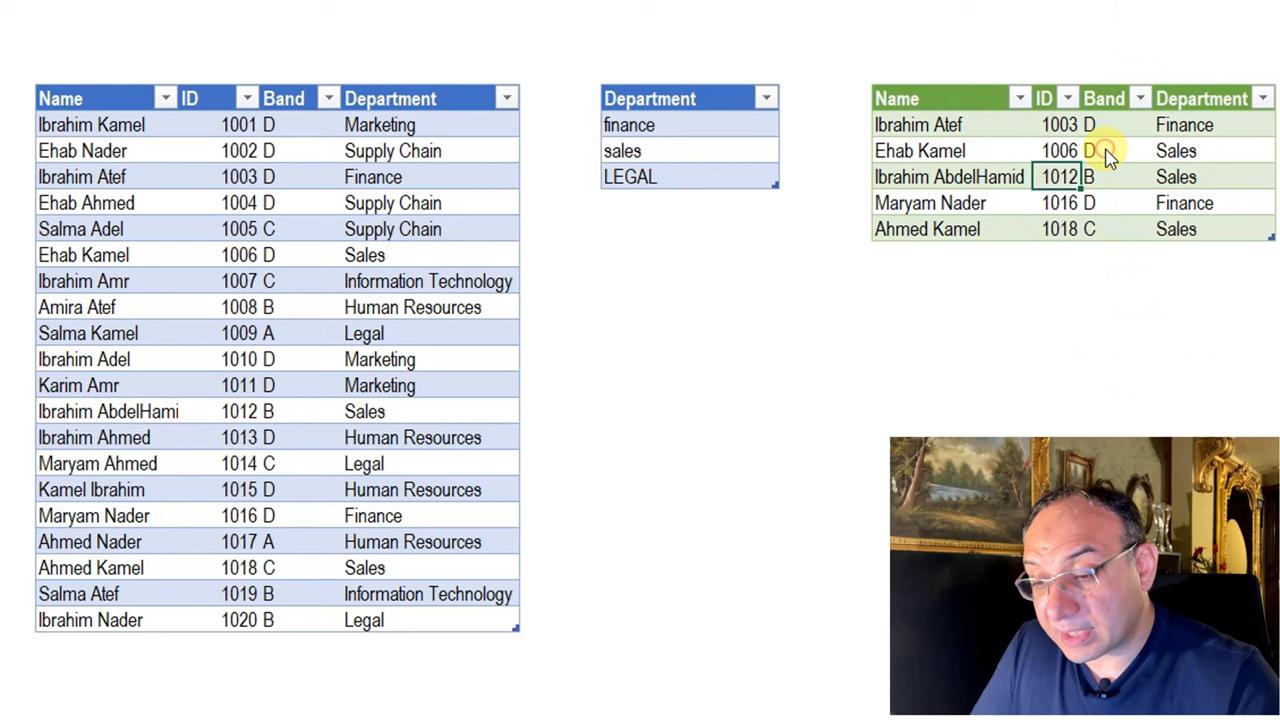 Name ID Band Department
Ibrahim Kamel 1001 D Marketing
Ehab Nader 1002 D Supply Chain
Ibrahim Atef 1003 D Finance
Ehab Ahmed 1004 D Supply Chain
Salma Adel 1005 C Supply Chain
Ehab Kamel 1006 D Sales
Ibrahim Amr 1007 C Information Technology
Amira Atef 1008 B Human Resources
Salma Kamel 1009 A Legal
Ibrahim Adel 1010 D Marketing
Karim Amr 1011 D Marketing
Ibrahim AbdelHami 1012 B Sales
Ibrahim Ahmed 1013 D Human Resources
Maryam Ahmed 1014 C Legal
Kamel Ibrahim 1015 D Human Resources
Maryam Nader 1016 D Finance
Ahmed Nader 1017 A Human Resources
Ahmed Kamel 1018 C Sales
Salma Atef 1019 B Information Technology
Ibrahim Nader 1020 B Legal
Department
finance
sales
LEGAL
Name ID Band Department
Ibrahim Atef 1003 D Finance
Ehab Kamel 1006 D Sales
Ibrahim AbdelHamid 1012 B Sales
Maryam Nader 1016 D Finance
Ahmed Kamel 1018 C Sales